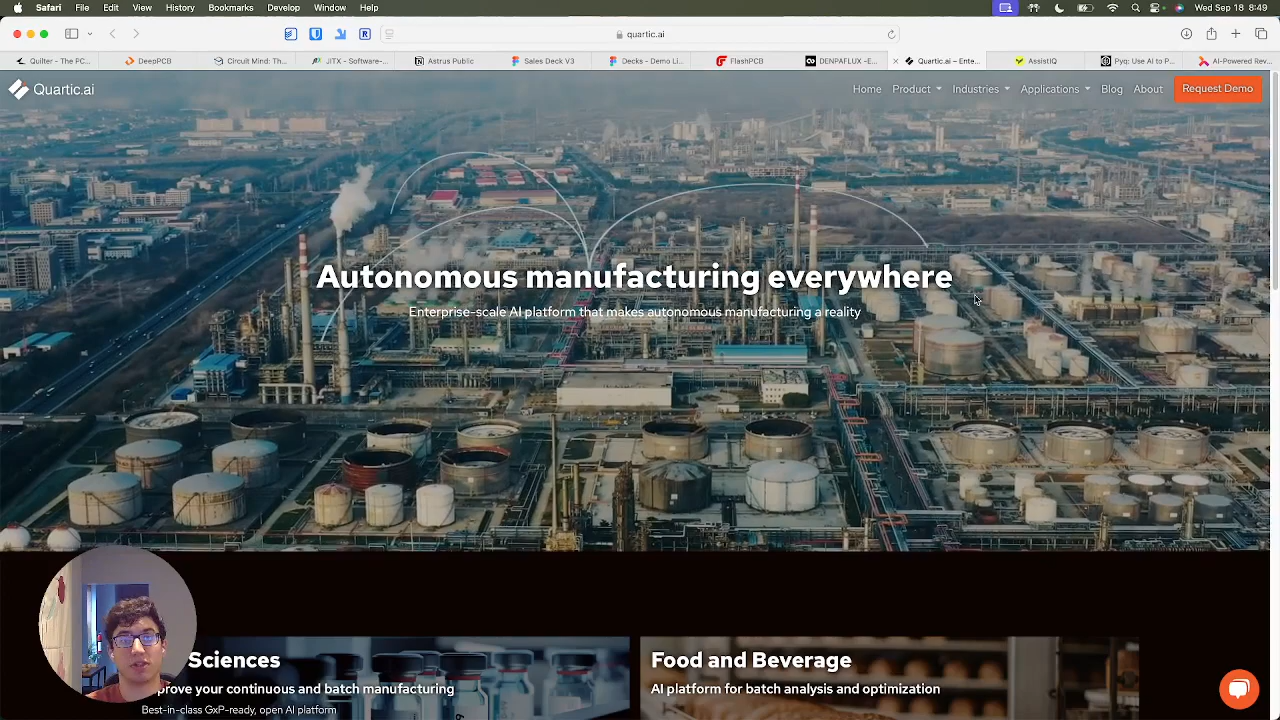 Safari File Edit View History Bookmarks Develop Window Help Wed Sep 18 8:49
quartic.ai
Quilter - The PC... DeepPCB Circuit Mind: Th... JITX - Software-... Astrus Public Sales Deck V3 Decks - Demo Li... FlashPCB DENPAFLUX -E... Quartic.ai – Ente... AssistIQ Pyq: Use AI to P... AI-Powered Rev...
Quartic.ai Home Product Industries Applications Blog About Request Demo
Autonomous manufacturing everywhere
Enterprise-scale AI platform that makes autonomous manufacturing a reality
Sciences
prove your continuous and batch manufacturing
Best-in-class GxP-ready, open AI platform
Food and Beverage
AI platform for batch analysis and optimization